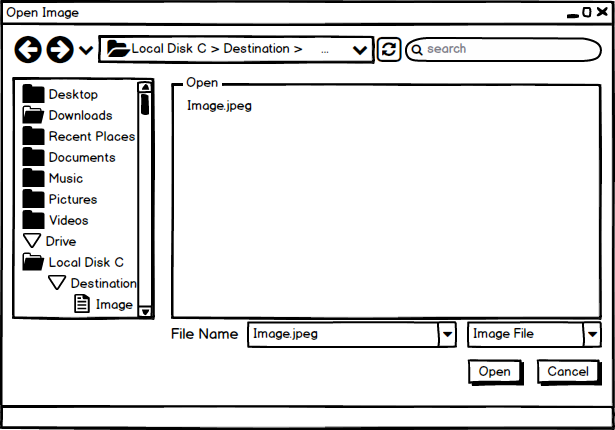 Open Image
Local Disk C > Destination > ...
search
Desktop
Downloads
Recent Places
Documents
Music
Pictures
Videos
Drive
Local Disk C
Destination
Image
Open
Image.jpeg
File Name Image.jpeg Image File
Open Cancel